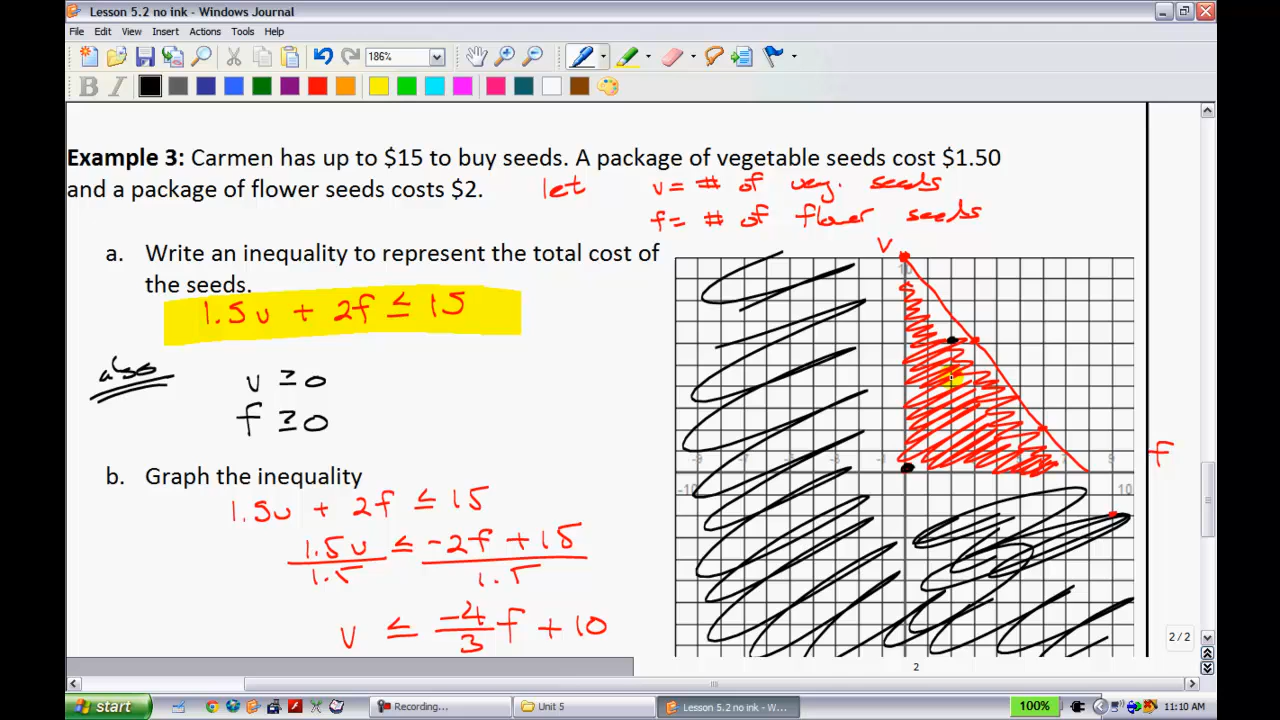 Lesson 5.2 no ink - Windows Journal
File Edit View Insert Actions Tools Help
186%
B I
Example 3: Carmen has up to $15 to buy seeds. A package of vegetable seeds cost $1.50
and a package of flower seeds costs $2.
let v = # of veg. seeds
f = # of flower seeds
a. Write an inequality to represent the total cost of
the seeds.
1.5v + 2f ≤ 15
also
v ≥ 0
f ≥ 0
V
10
-9 -1 9
-10 10
f
b. Graph the inequality
1.5v + 2f ≤ 15
1.5v ≤ -2f + 15
1.5 1.5
v ≤ -4/3 f + 10
2
2 / 2
start Recording... Unit 5 Lesson 5.2 no ink - W... 100% 11:10 AM